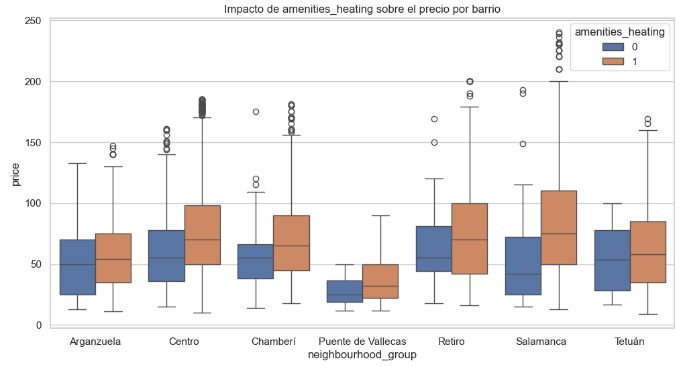 Impacto de amenities_heating sobre el precio por barrio
250
200
150
100
50
0
price
amenities_heating
0
1
Arganzuela
Centro
Chamberí
Puente de Vallecas
Retiro
Salamanca
Tetuán
neighbourhood_group